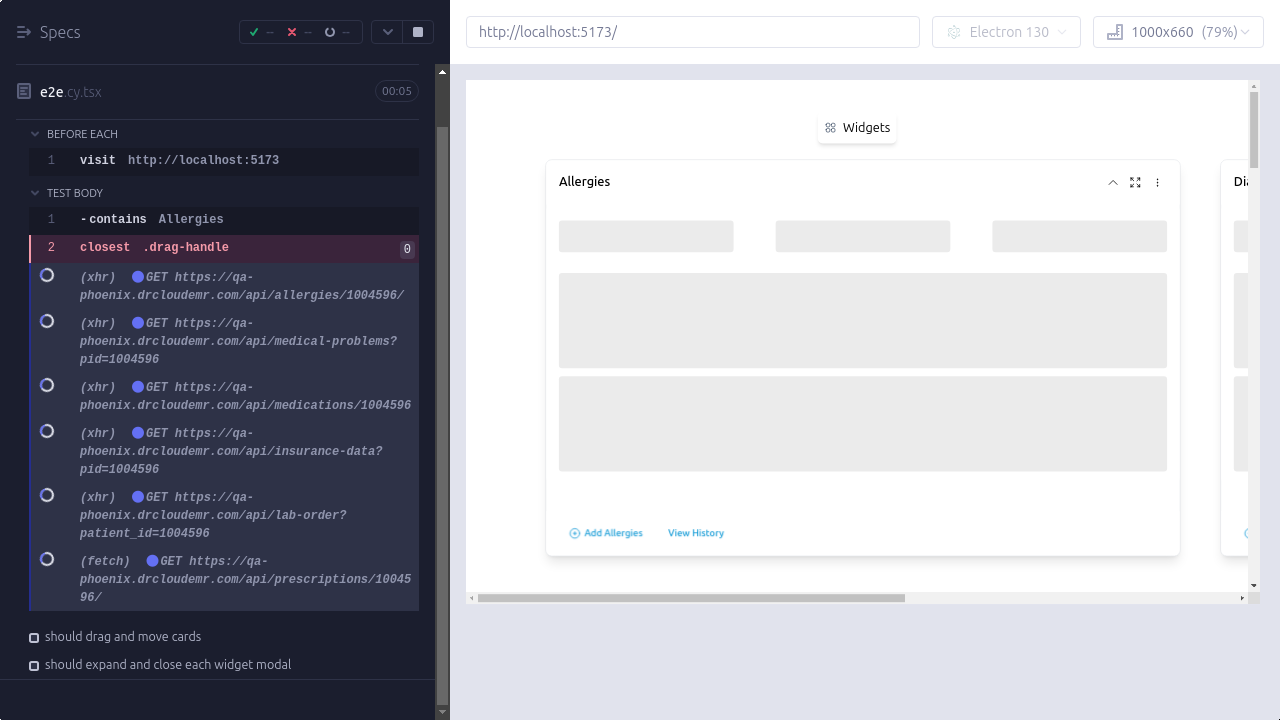 Specs
--
--
--
http://localhost:5173/
Electron 130
1000x660 (79%)
e2e.cy.tsx
00:05
BEFORE EACH
1 visit http://localhost:5173
TEST BODY
1 -contains Allergies
2 closest .drag-handle 0
(xhr) GET https://qa-
phoenix.drcloudemr.com/api/allergies/1004596/
(xhr) GET https://qa-
phoenix.drcloudemr.com/api/medical-problems?
pid=1004596
(xhr) GET https://qa-
phoenix.drcloudemr.com/api/medications/1004596
(xhr) GET https://qa-
phoenix.drcloudemr.com/api/insurance-data?
pid=1004596
(xhr) GET https://qa-
phoenix.drcloudemr.com/api/lab-order?
patient_id=1004596
(fetch) GET https://qa-
phoenix.drcloudemr.com/api/prescriptions/10045
96/
should drag and move cards
should expand and close each widget modal
Widgets
Allergies
Add Allergies View History